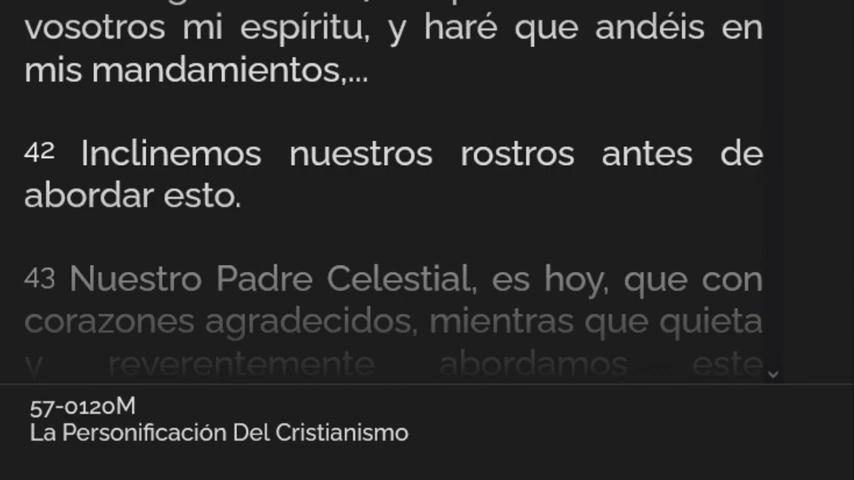 vosotros mi espíritu, y haré que andéis en
mis mandamientos,...
42 Inclinemos nuestros rostros antes de
abordar esto.
43 Nuestro Padre Celestial, es hoy, que con
corazones agradecidos, mientras que quieta
y reverentemente abordamos este
57-0120M
La Personificación Del Cristianismo